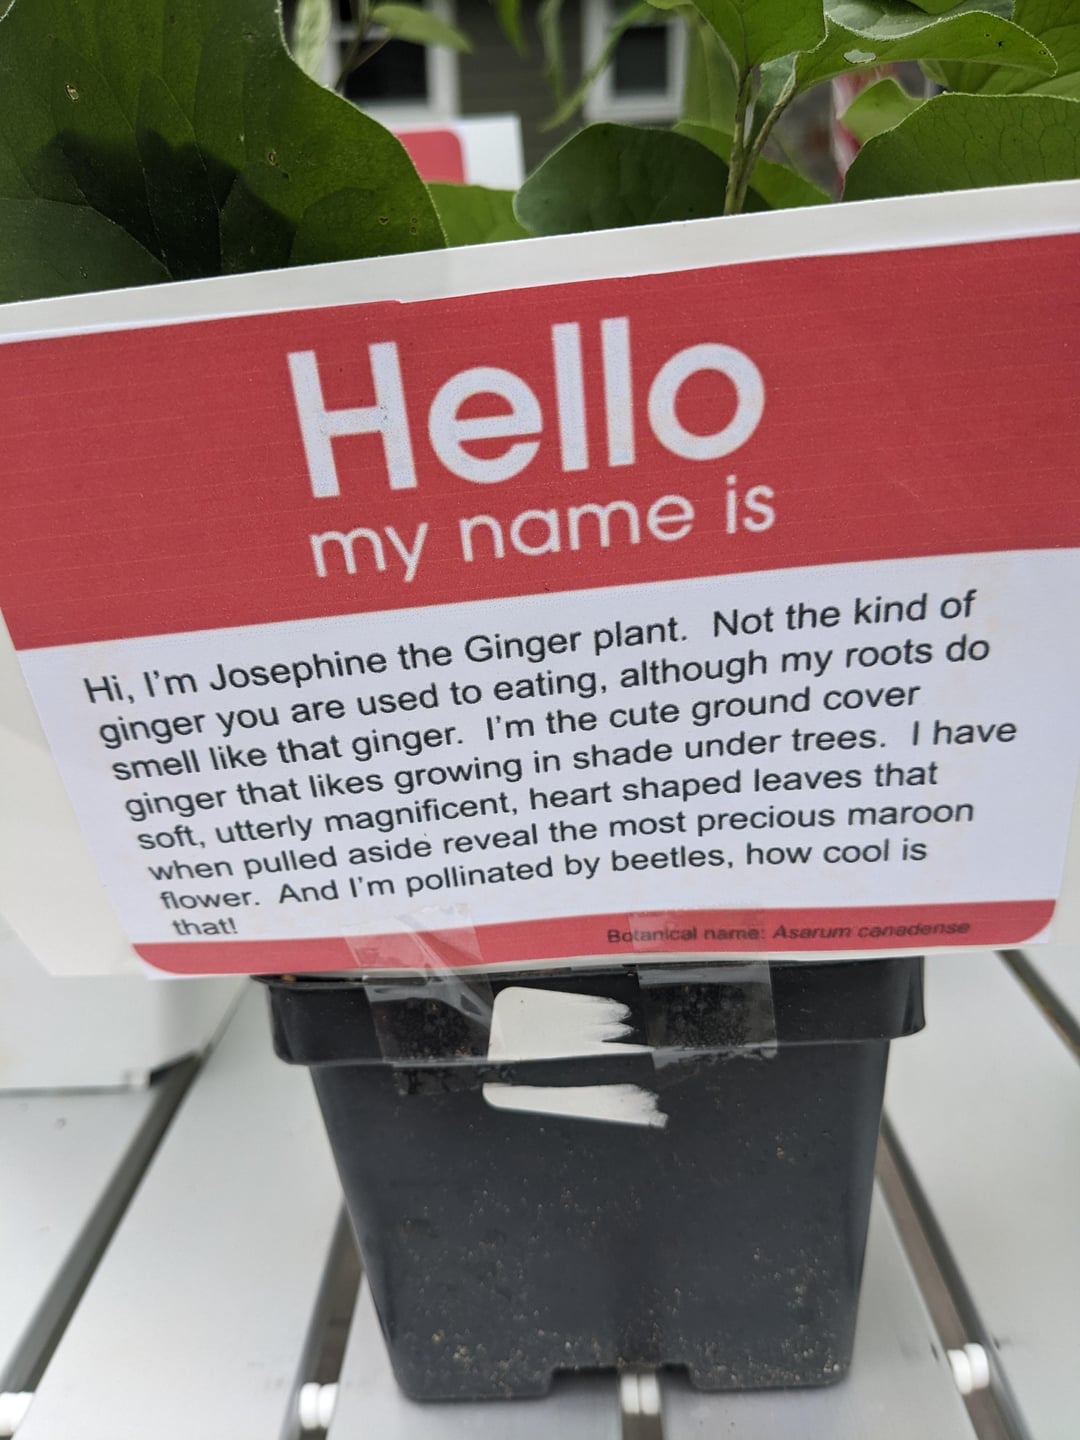 Hello
my name is
Hi, I'm Josephine the Ginger plant. Not the kind of
ginger you are used to eating, although my roots do
smell like that ginger. I'm the cute ground cover
ginger that likes growing in shade under trees. I have
soft, utterly magnificent, heart shaped leaves that
when pulled aside reveal the most precious maroon
flower. And I'm pollinated by beetles, how cool is
that!
Botanical name: Asarum canadense